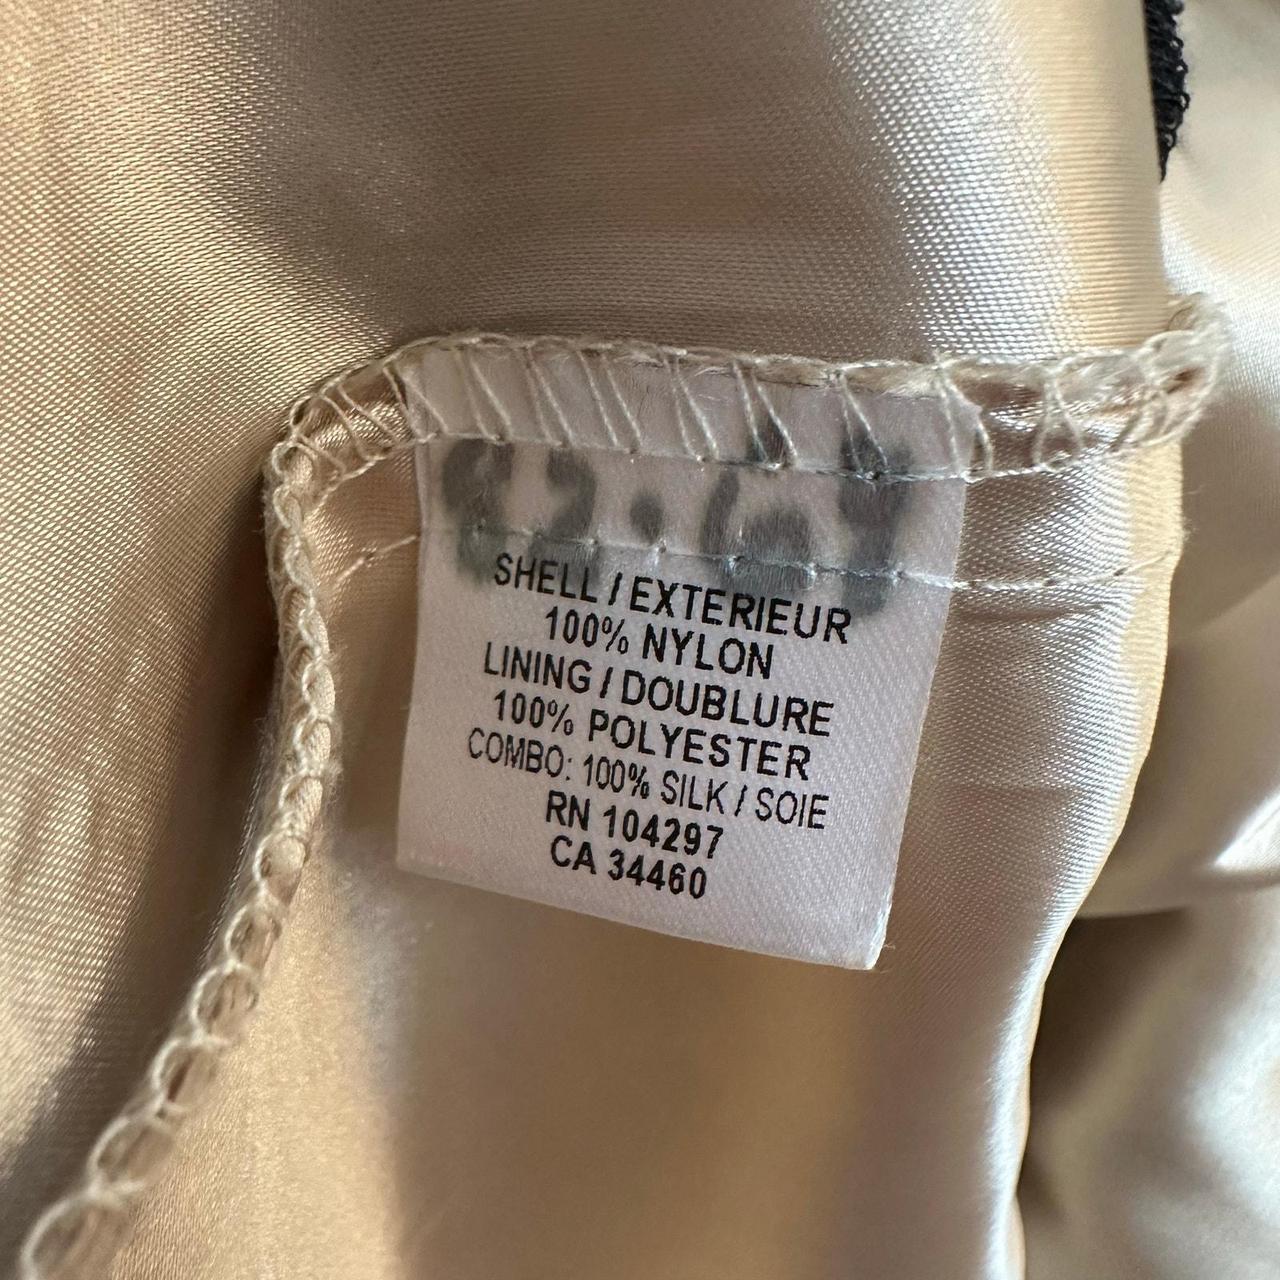 SHELL / EXTERIEUR
100% NYLON
LINING / DOUBLURE
100% POLYESTER
COMBO: 100% SILK / SOIE
RN 104297
CA 34460